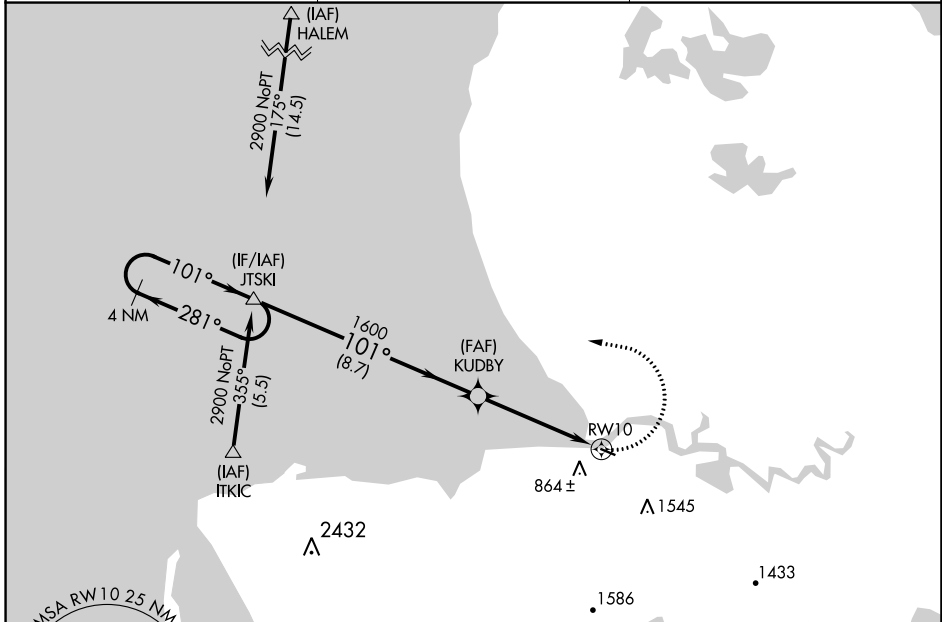 (IAF)
HALEM
2900 NoPT
175°
(14.5)
(IF/IAF)
JTSKI
101°
281°
4 NM
2900 NoPT
355°
(5.5)
(IAF)
ITKIC
1600
101°
(8.7)
(FAF)
KUDBY
RW10
864 ±
1545
2432
1433
1586
MSA RW10 25 NM